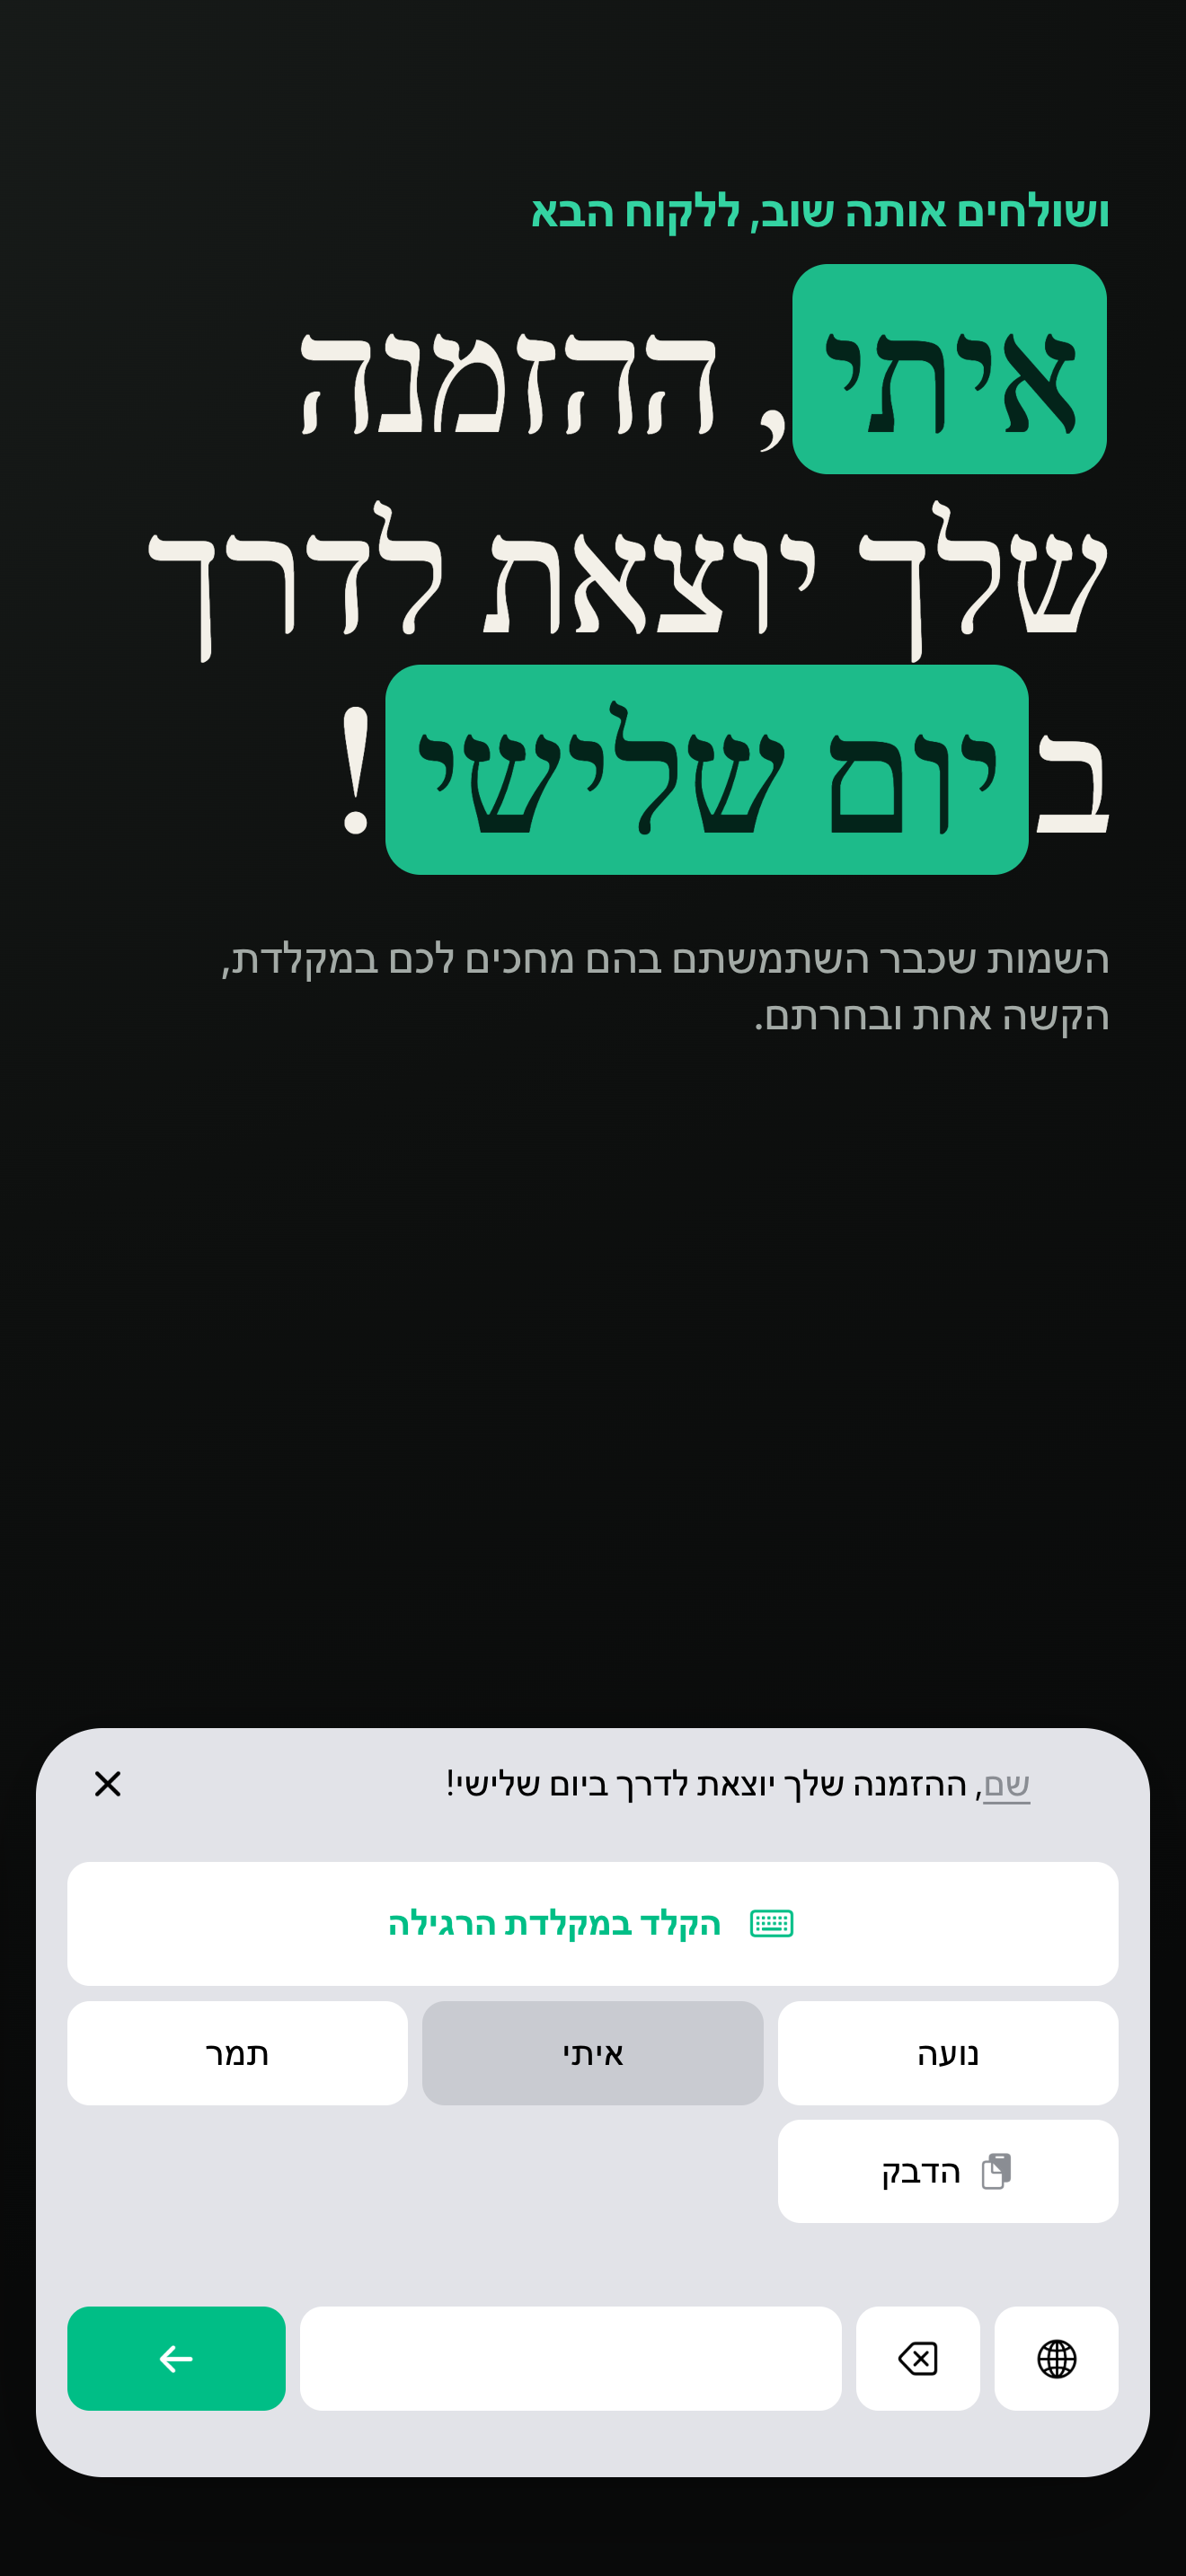 ושולחים אותה שוב, ללקוח הבא
איתי, ההזמנה
שלך יוצאת לדרך
ביום שלישי!
השמות שכבר השתמשתם בהם מחכים לכם במקלדת,
הקשה אחת ובחרתם.
שם, ההזמנה שלך יוצאת לדרך ביום שלישי!
הקלד במקלדת הרגילה
נועה
איתי
תמר
הדבק